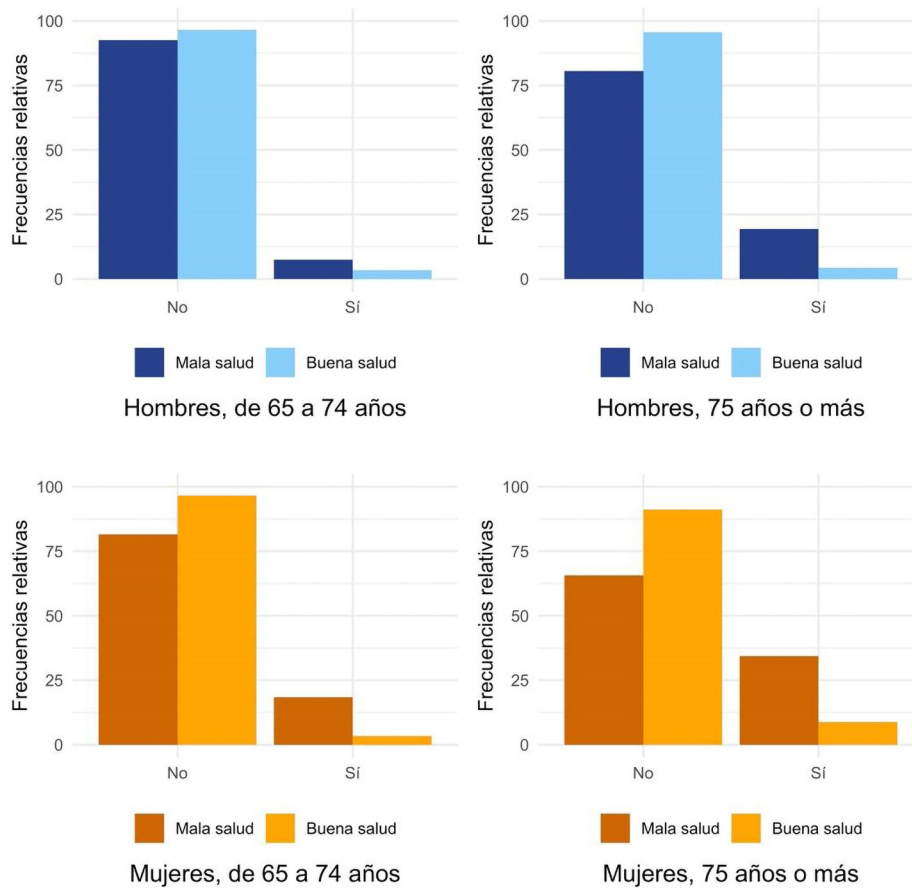 Frecuencias relativas
100
75
50
25
0
No Sí
Mala salud Buena salud
Hombres, de 65 a 74 años
Frecuencias relativas
100
75
50
25
0
No Sí
Mala salud Buena salud
Hombres, 75 años o más
Frecuencias relativas
100
75
50
25
0
No Sí
Mala salud Buena salud
Mujeres, de 65 a 74 años
Frecuencias relativas
100
75
50
25
0
No Sí
Mala salud Buena salud
Mujeres, 75 años o más